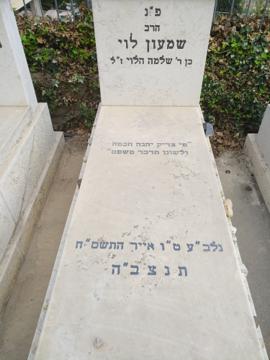 פ"נ
הרב
שמעון לוי
בן ר' שלמה הלוי ז"ל
"פי צדיק יהגה חכמה
ולשונו תדבר משפט"
נלב"ע ט"ו אייר התשס"ח
תנצב"ה